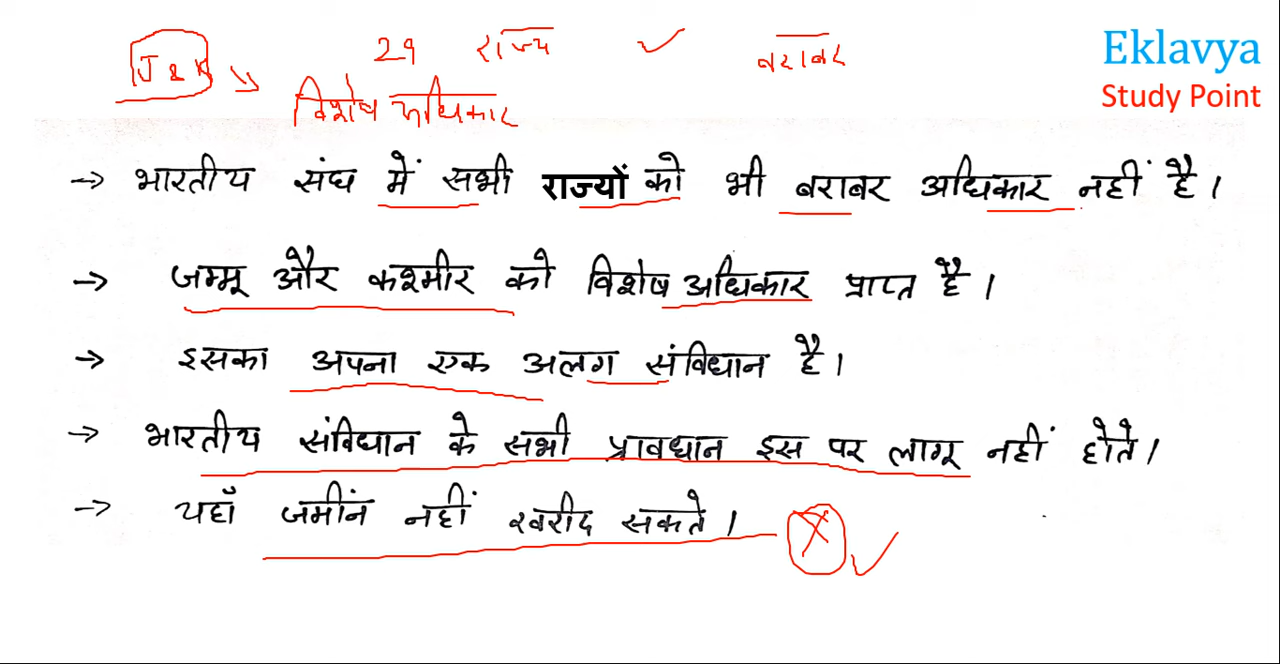 J & K
29 राज्य
बराबर
विशेष अधिकार
Eklavya
Study Point
→ भारतीय संघ में सभी राज्यों को भी बराबर अधिकार नहीं है।
→ जम्मू और कश्मीर को विशेष अधिकार प्राप्त है।
→ इसका अपना एक अलग संविधान है।
→ भारतीय संविधान के सभी प्रावधान इस पर लागू नहीं होते।
→ यहाँ जमीनं नहीं खरीद सकते।